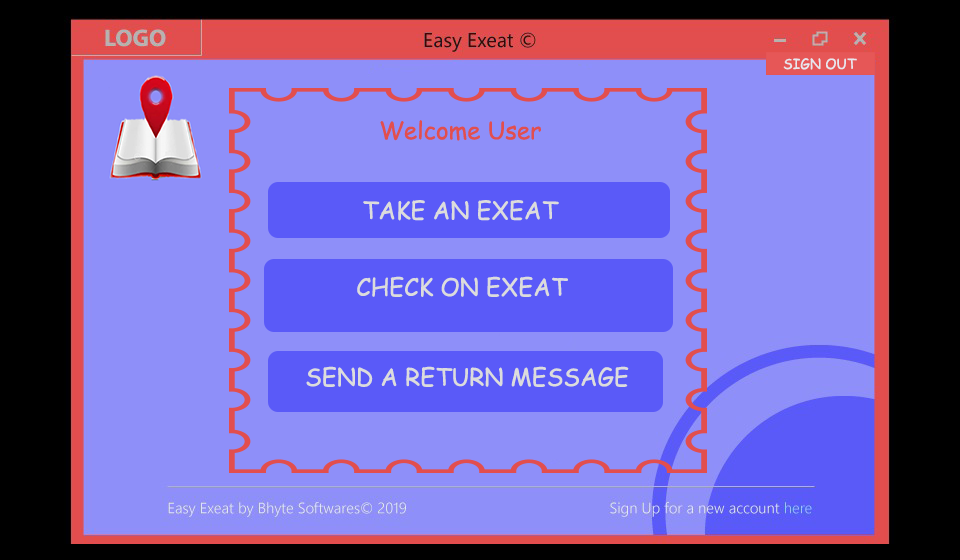 LOGO
Easy Exeat ©
SIGN OUT
Welcome User
TAKE AN EXEAT
CHECK ON EXEAT
SEND A RETURN MESSAGE
Easy Exeat by Bhyte Softwares© 2019
Sign Up for a new account here